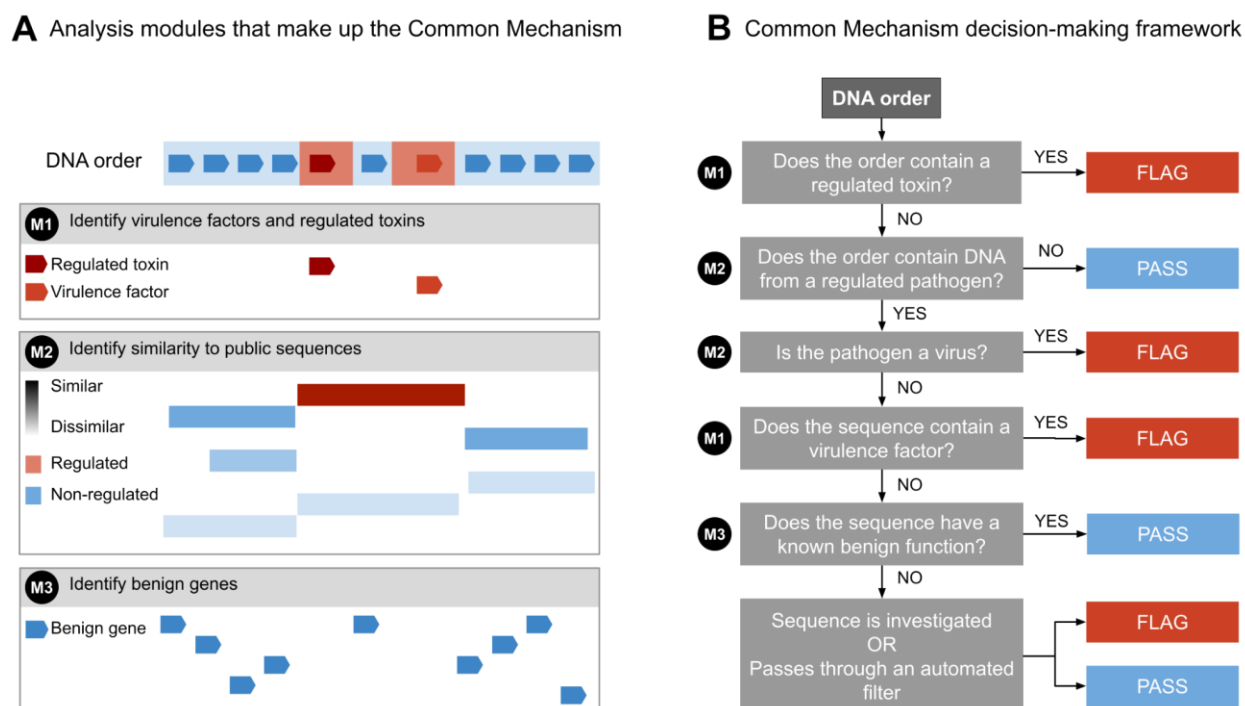 A Analysis modules that make up the Common Mechanism
DNA order
M1 Identify virulence factors and regulated toxins
Regulated toxin
Virulence factor
M2 Identify similarity to public sequences
Similar
Dissimilar
Regulated
Non-regulated
M3 Identify benign genes
Benign gene
B Common Mechanism decision-making framework
DNA order
M1
Does the order contain a
regulated toxin?
YES
FLAG
NO
M2
Does the order contain DNA
from a regulated pathogen?
NO
PASS
YES
M2
Is the pathogen a virus?
YES
FLAG
NO
M1
Does the sequence contain a
virulence factor?
YES
FLAG
NO
M3
Does the sequence have a
known benign function?
YES
PASS
NO
Sequence is investigated
OR
Passes through an automated
filter
FLAG
PASS